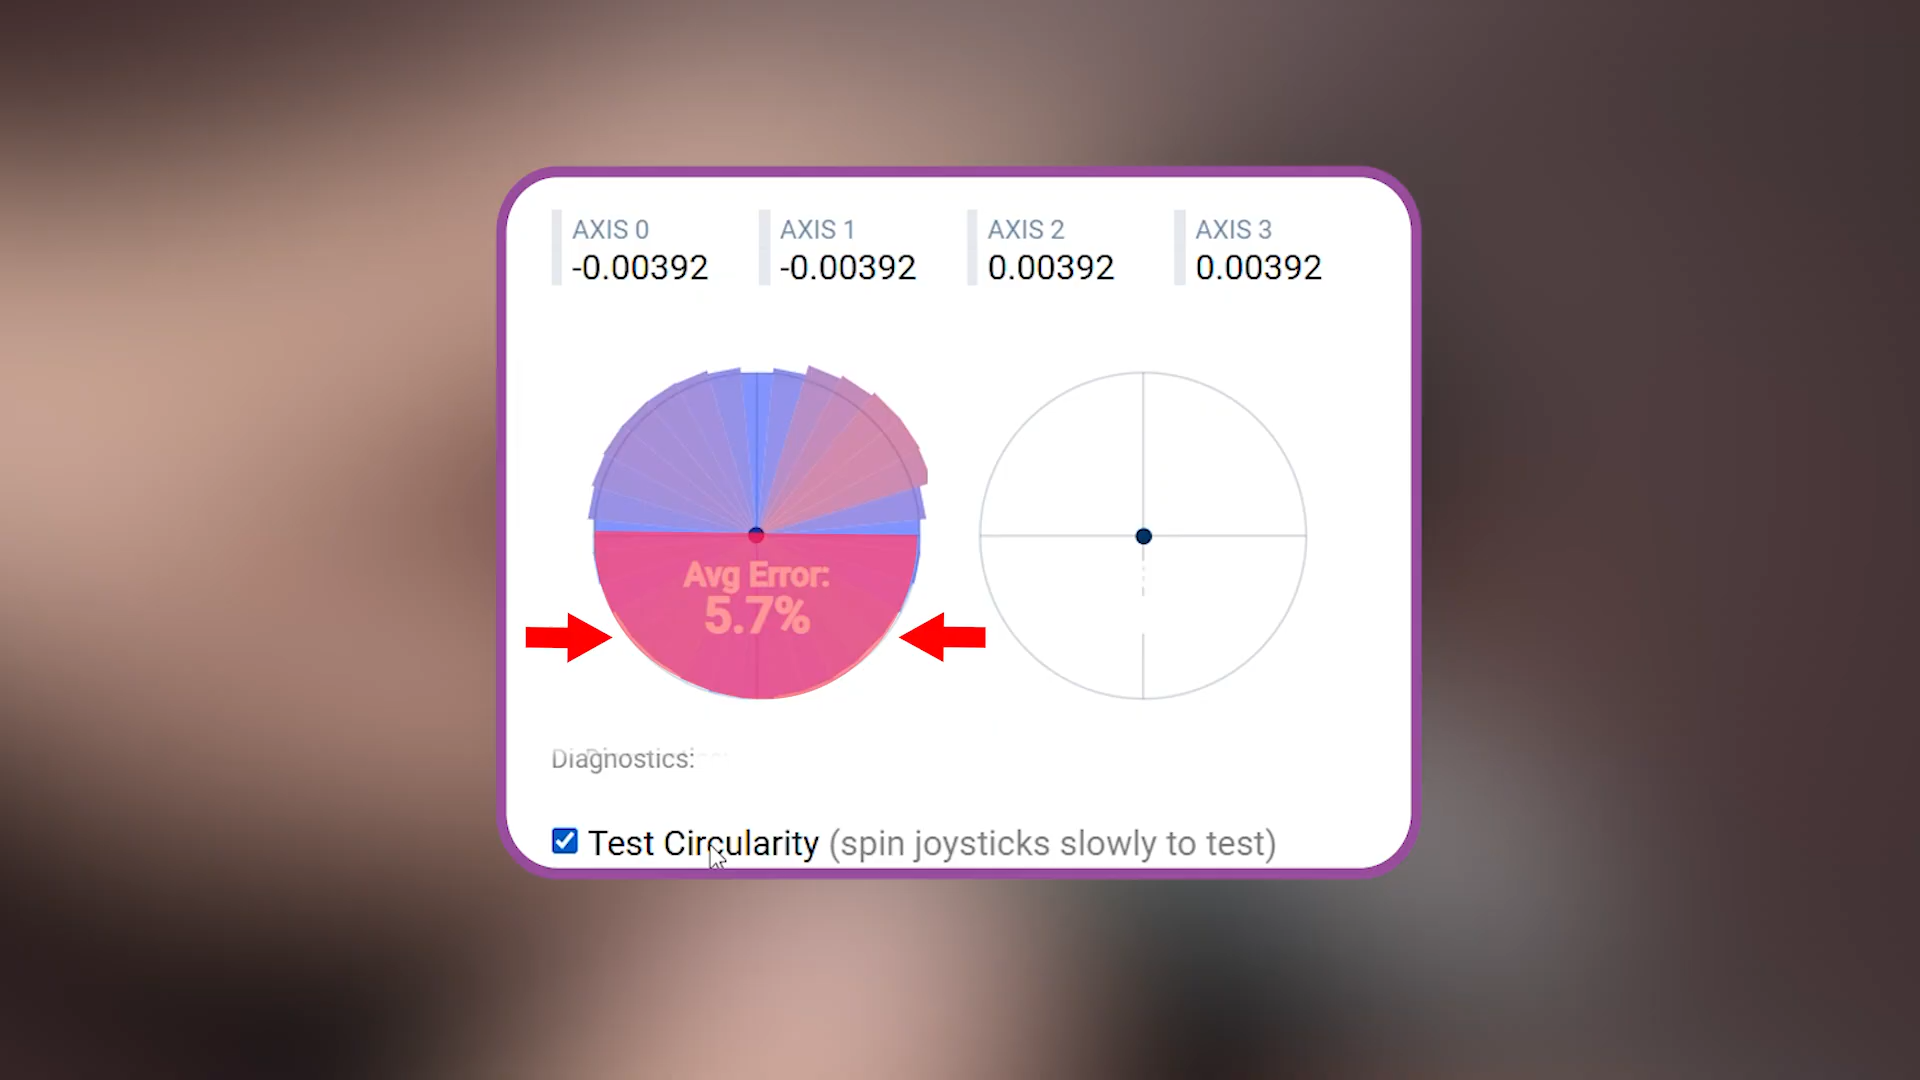 AXIS 0 AXIS 1 AXIS 2 AXIS 3
-0.00392 -0.00392 0.00392 0.00392
Avg Error:
5.7%
Diagnostics:
Test Circularity (spin joysticks slowly to test)